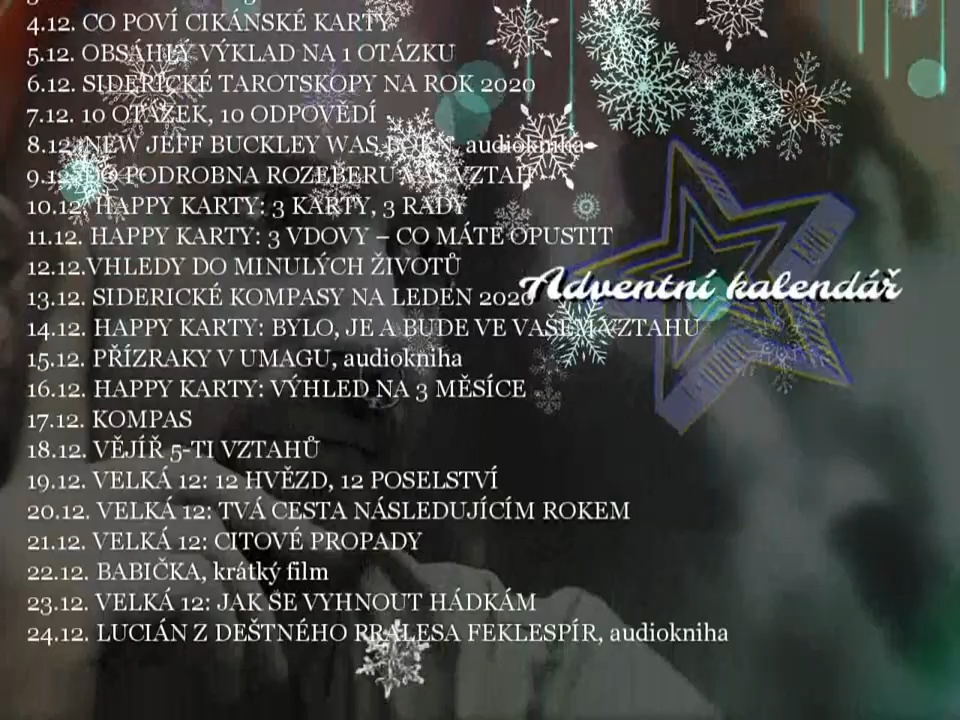 4.12. CO POVÍ CIKÁNSKÉ KARTY
5.12. OBSÁHLÝ VÝKLAD NA 1 OTÁZKU
6.12. SIDERICKÉ TAROTSKOPY NA ROK 2020
7.12. 10 OTÁZEK, 10 ODPOVĚDÍ
8.12. NEW JEFF BUCKLEY WAS BORN, audiokniha
9.12. DO PODROBNA ROZEBERU VÁŠ VZTAH
10.12. HAPPY KARTY: 3 KARTY, 3 RADY
11.12. HAPPY KARTY: 3 VDOVY – CO MÁTE OPUSTIT
12.12.VHLEDY DO MINULÝCH ŽIVOTŮ
13.12. SIDERICKÉ KOMPASY NA LEDEN 2020
Adventní kalendář
14.12. HAPPY KARTY: BYLO, JE A BUDE VE VAŠEM VZTAHU
15.12. PŘÍZRAKY V UMAGU, audiokniha
16.12. HAPPY KARTY: VÝHLED NA 3 MĚSÍCE
17.12. KOMPAS
18.12. VĚJÍŘ 5-TI VZTAHŮ
19.12. VELKÁ 12: 12 HVĚZD, 12 POSELSTVÍ
20.12. VELKÁ 12: TVÁ CESTA NÁSLEDUJÍCÍM ROKEM
21.12. VELKÁ 12: CITOVÉ PROPADY
22.12. BABIČKA, krátký film
23.12. VELKÁ 12: JAK SE VYHNOUT HÁDKÁM
24.12. LUCIÁN Z DEŠTNÉHO PRALESA FEKLESPÍR, audiokniha